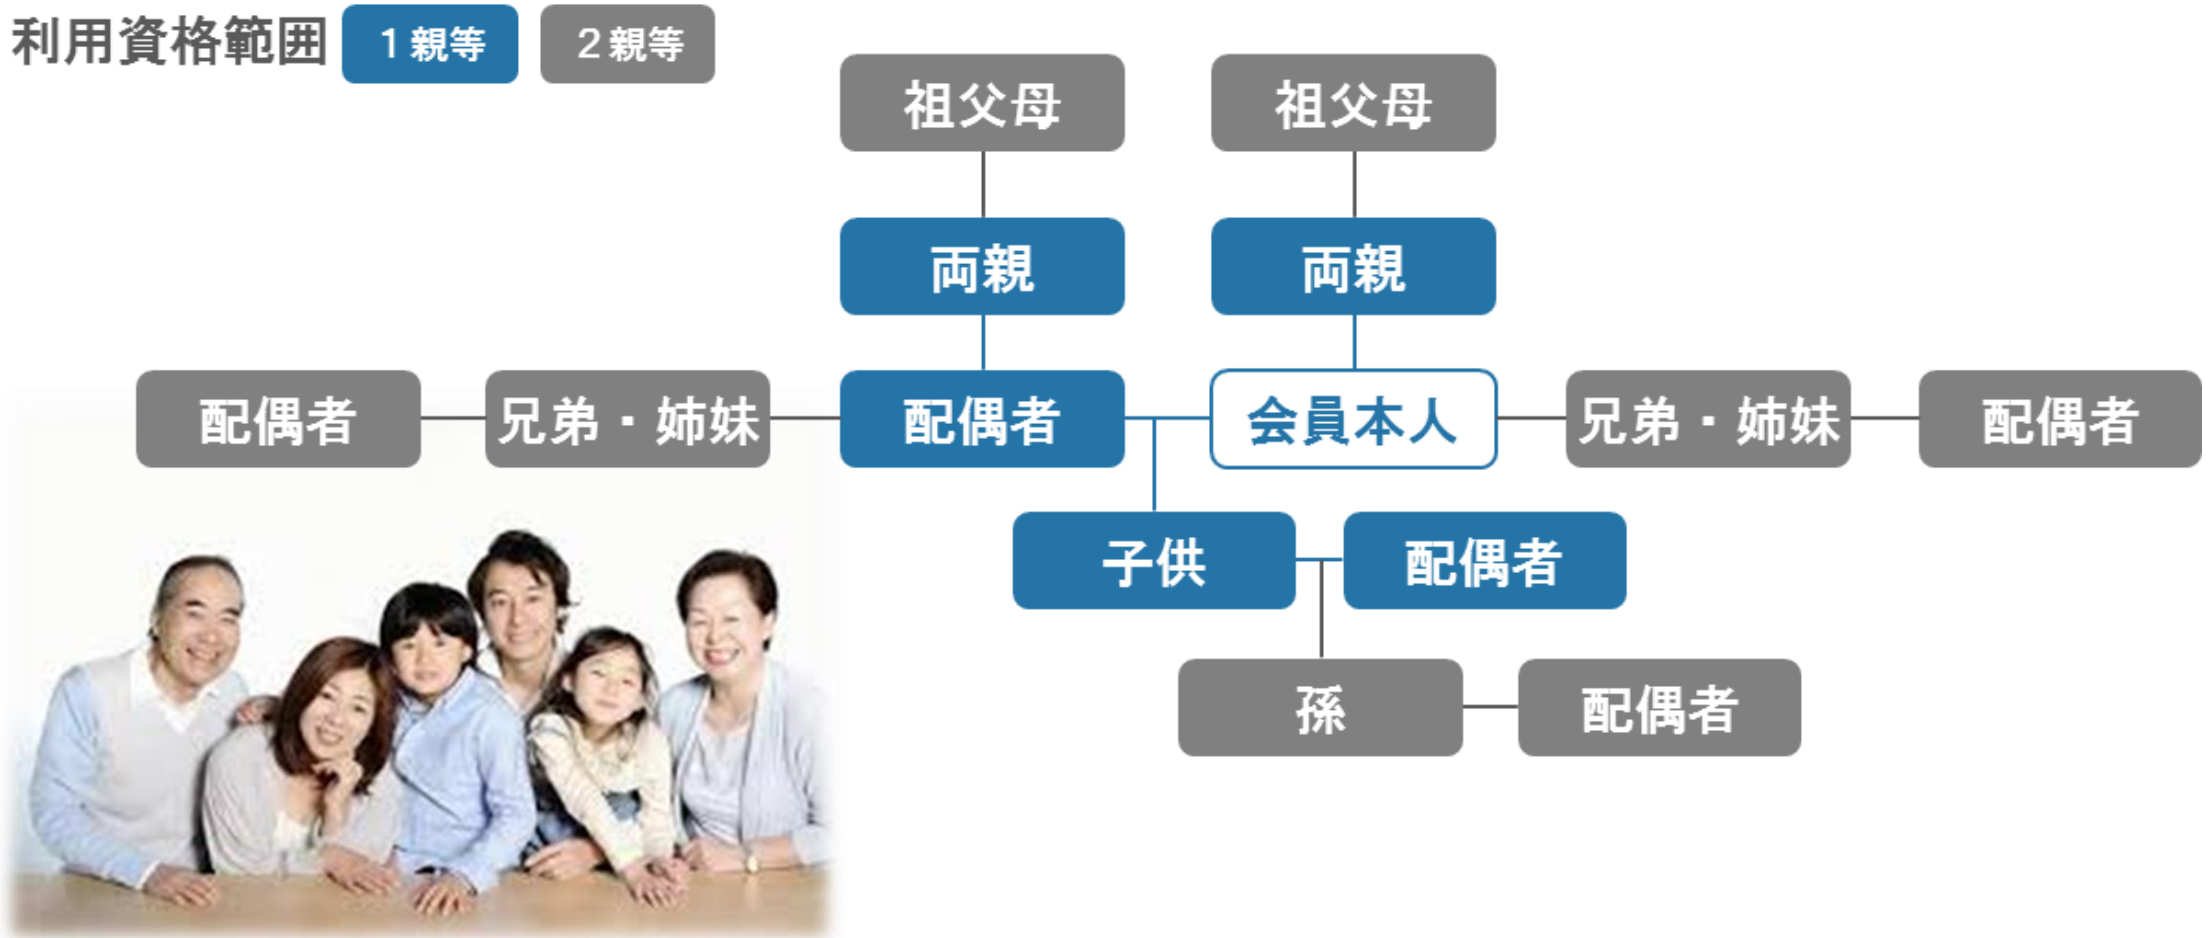 利用資格範囲 １親等 ２親等
祖父母 祖父母
両親 両親
配偶者 兄弟・姉妹 配偶者 会員本人 兄弟・姉妹 配偶者
子供 配偶者
孫 配偶者